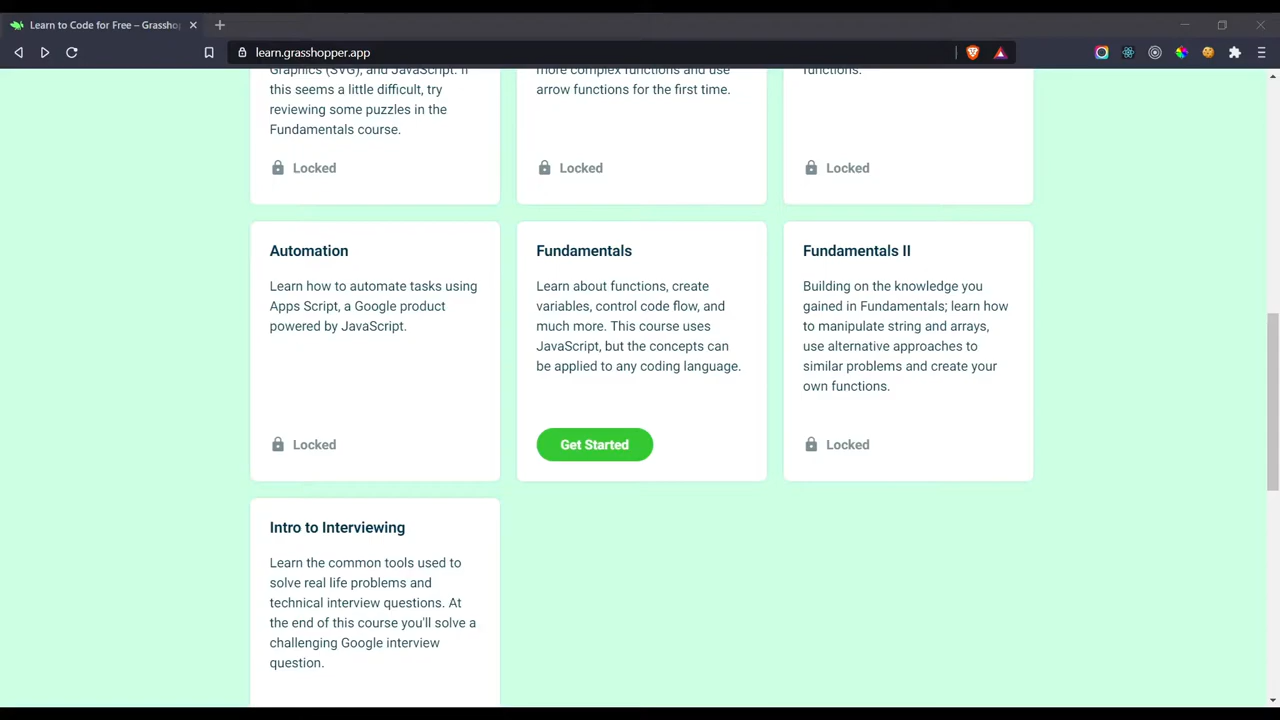 Learn to Code for Free – Grassho
learn.grasshopper.app
Graphics (SVG), and JavaScript. If
this seems a little difficult, try
reviewing some puzzles in the
Fundamentals course.
Locked
more complex functions and use
arrow functions for the first time.
Locked
functions.
Locked
Automation
Learn how to automate tasks using
Apps Script, a Google product
powered by JavaScript.
Locked
Fundamentals
Learn about functions, create
variables, control code flow, and
much more. This course uses
JavaScript, but the concepts can
be applied to any coding language.
Get Started
Fundamentals II
Building on the knowledge you
gained in Fundamentals; learn how
to manipulate string and arrays,
use alternative approaches to
similar problems and create your
own functions.
Locked
Intro to Interviewing
Learn the common tools used to
solve real life problems and
technical interview questions. At
the end of this course you'll solve a
challenging Google interview
question.